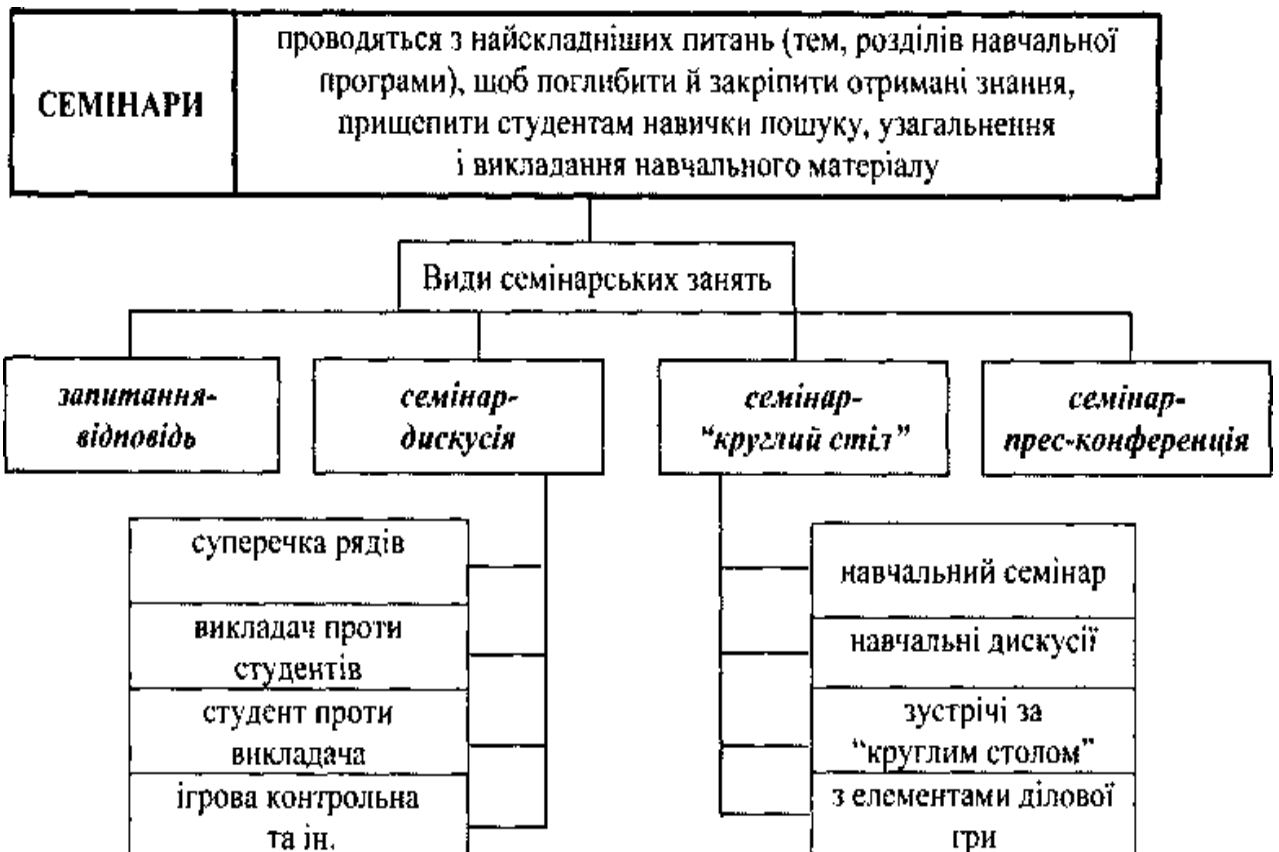 СЕМІНАРИ
проводяться з найскладніших питань (тем, розділів навчальної
програми), щоб поглибити й закріпити отримані знання,
прищепити студентам навички пошуку, узагальнення
і викладання навчального матеріалу
Види семінарських занять
запитання-
відповідь
семінар-
дискусія
семінар-
“круглий стіл”
семінар-
прес-конференція
суперечка рядів
викладач проти
студентів
студент проти
викладача
ігрова контрольна
та ін.
навчальний семінар
навчальні дискусії
зустрічі за
“круглим столом”
з елементами ділової
гри